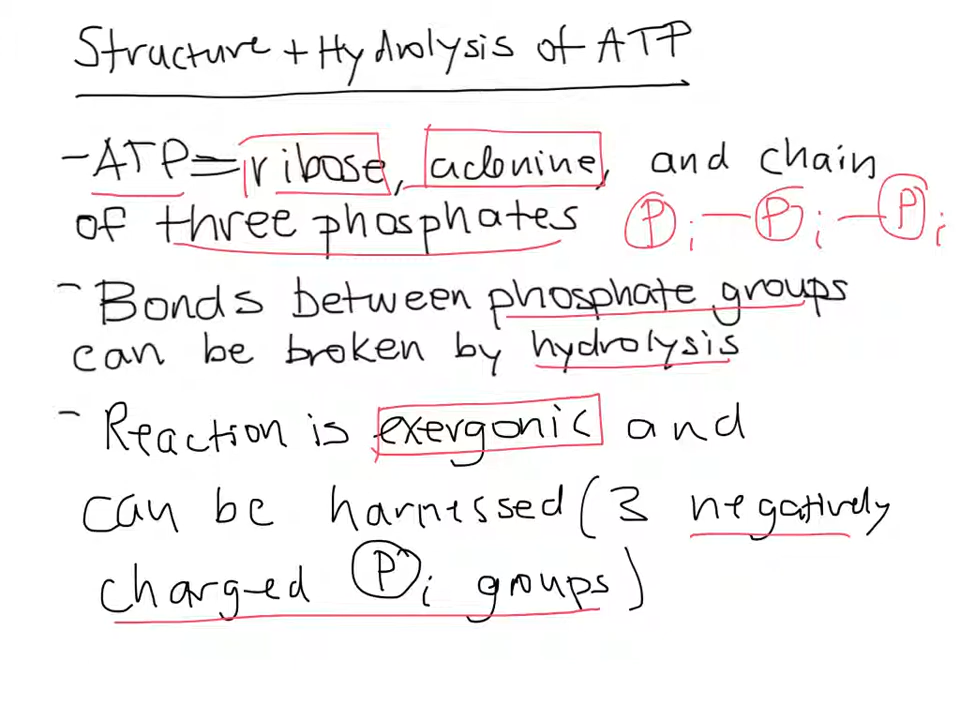 Structure + Hydrolysis of ATP
- ATP = ribose, adenine, and chain
of three phosphates Pi — Pi — Pi
- Bonds between phosphate groups
can be broken by hydrolysis
- Reaction is exergonic and
can be harnessed (3 negatively
charged Pi groups)